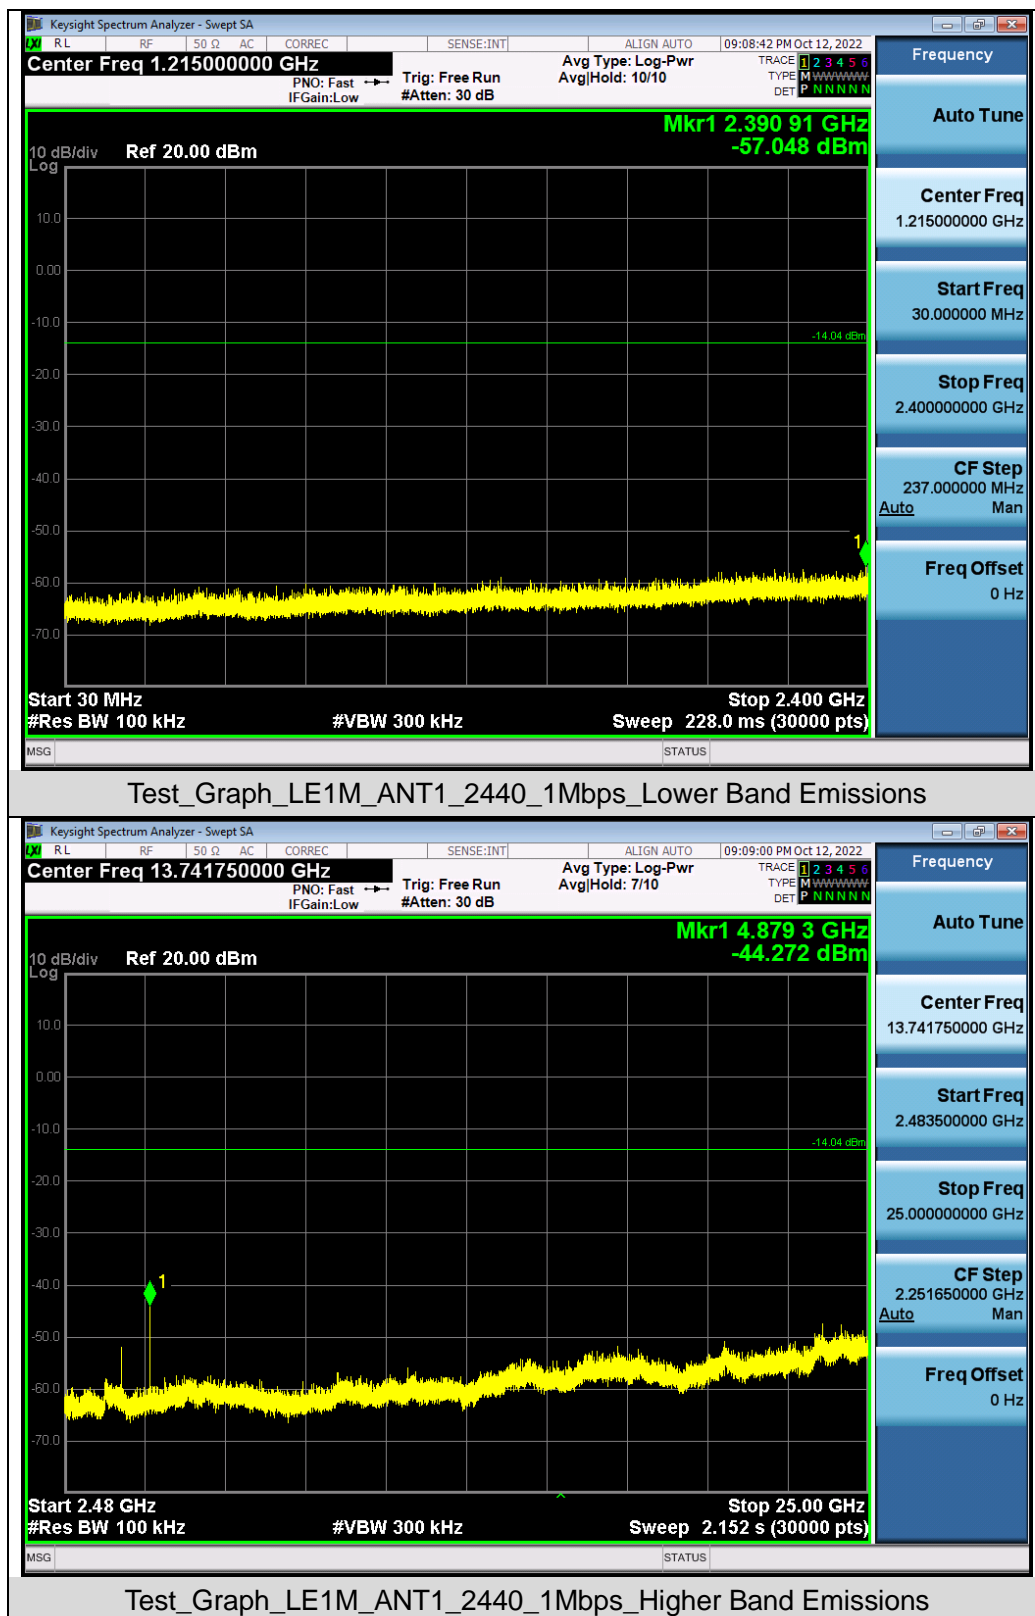 Keysight Spectrum Analyzer - Swept SA
LXI RL RF 50 Ω AC CORREC SENSE:INT ALIGN AUTO 09:08:42 PM Oct 12, 2022
Center Freq 1.215000000 GHz
PNO: Fast
IFGain:Low
Trig: Free Run
#Atten: 30 dB
Avg Type: Log-Pwr
Avg|Hold: 10/10
TRACE 1 2 3 4 5 6
TYPE M WWWWW
DET P N N N N N
Mkr1 2.390 91 GHz
-57.048 dBm
10 dB/div Ref 20.00 dBm
Log
10.0
0.00
-10.0
-14.04 dBm
-20.0
-30.0
-40.0
-50.0
1
-60.0
-70.0
Start 30 MHz Stop 2.400 GHz
#Res BW 100 kHz #VBW 300 kHz Sweep 228.0 ms (30000 pts)
MSG STATUS
Frequency
Auto Tune
Center Freq
1.215000000 GHz
Start Freq
30.000000 MHz
Stop Freq
2.400000000 GHz
CF Step
237.000000 MHz
Auto Man
Freq Offset
0 Hz
Test_Graph_LE1M_ANT1_2440_1Mbps_Lower Band Emissions
Keysight Spectrum Analyzer - Swept SA
LXI RL RF 50 Ω AC CORREC SENSE:INT ALIGN AUTO 09:09:00 PM Oct 12, 2022
Center Freq 13.741750000 GHz
PNO: Fast
IFGain:Low
Trig: Free Run
#Atten: 30 dB
Avg Type: Log-Pwr
Avg|Hold: 7/10
TRACE 1 2 3 4 5 6
TYPE M WWWWW
DET P N N N N N
Mkr1 4.879 3 GHz
-44.272 dBm
10 dB/div Ref 20.00 dBm
Log
10.0
0.00
-10.0
-14.04 dBm
-20.0
-30.0
-40.0
1
-50.0
-60.0
-70.0
Start 2.48 GHz Stop 25.00 GHz
#Res BW 100 kHz #VBW 300 kHz Sweep 2.152 s (30000 pts)
MSG STATUS
Frequency
Auto Tune
Center Freq
13.741750000 GHz
Start Freq
2.483500000 GHz
Stop Freq
25.000000000 GHz
CF Step
2.251650000 GHz
Auto Man
Freq Offset
0 Hz
Test_Graph_LE1M_ANT1_2440_1Mbps_Higher Band Emissions